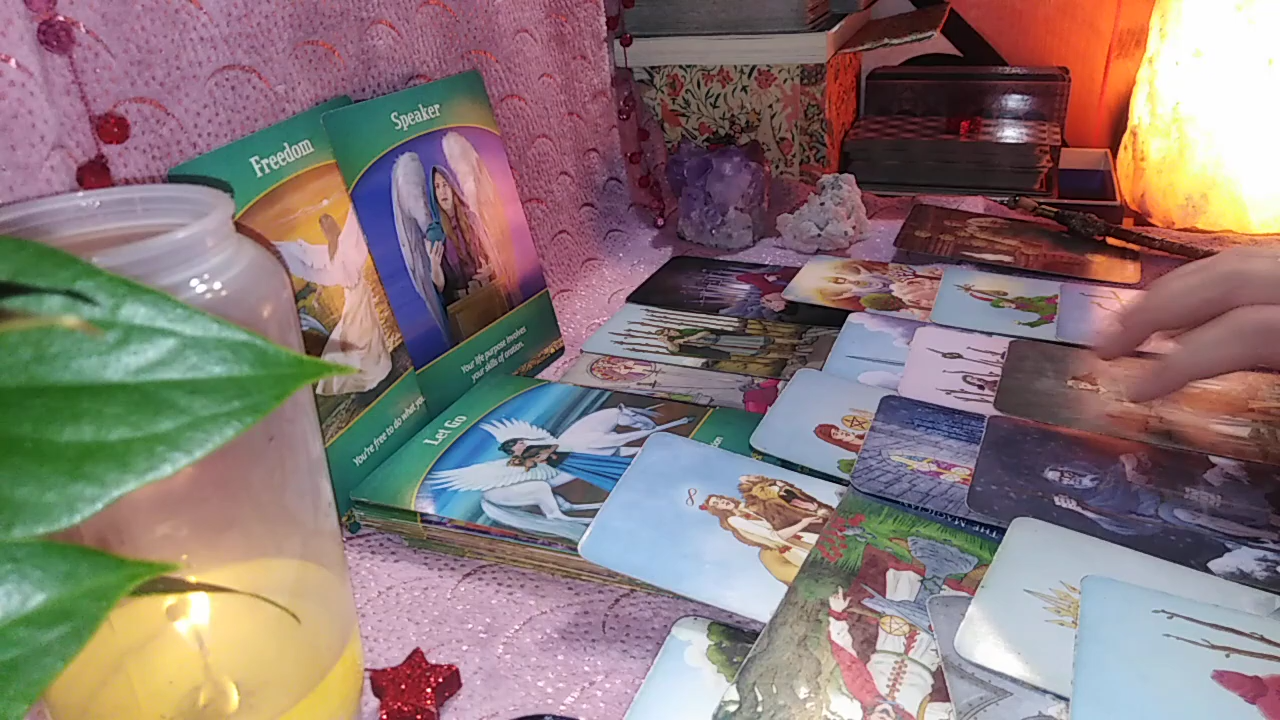 Freedom
You're free to do what you
Speaker
Your life purpose involves
your skills of oration.
Let Go
THE MAGICIAN